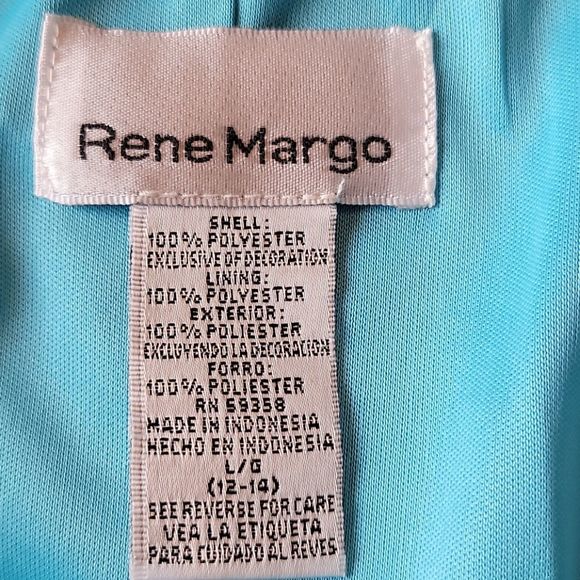 Rene Margo
SHELL:
100% POLYESTER
EXCLUSIVE OF DECORATION
LINING:
100% POLYESTER
EXTERIOR:
100% POLIESTER
EXCLUYENDO LA DECORACION
FORRO:
100% POLIESTER
RN 59358
MADE IN INDONESIA
HECHO EN INDONESIA
L/G
(12-14)
SEE REVERSE FOR CARE
VEA LA ETIQUETA
PARA CUIDADO AL REVES